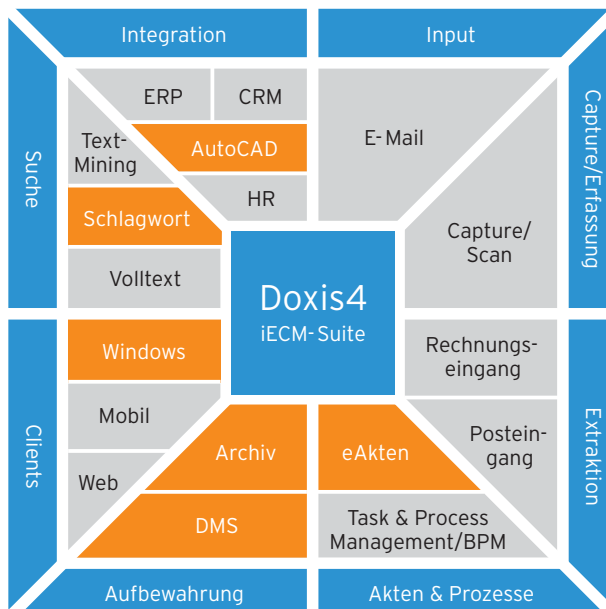 Integration
Input
ERP
CRM
AutoCAD
HR
E-Mail
Capture/Erfassung
Capture/
Scan
Suche
Text-
Mining
Schlagwort
Volltext
Doxis4
iECM-Suite
Clients
Windows
Mobil
Web
Rechnungs-
eingang
Postein-
gang
Extraktion
Archiv
DMS
eAkten
Task & Process
Management/BPM
Aufbewahrung
Akten & Prozesse